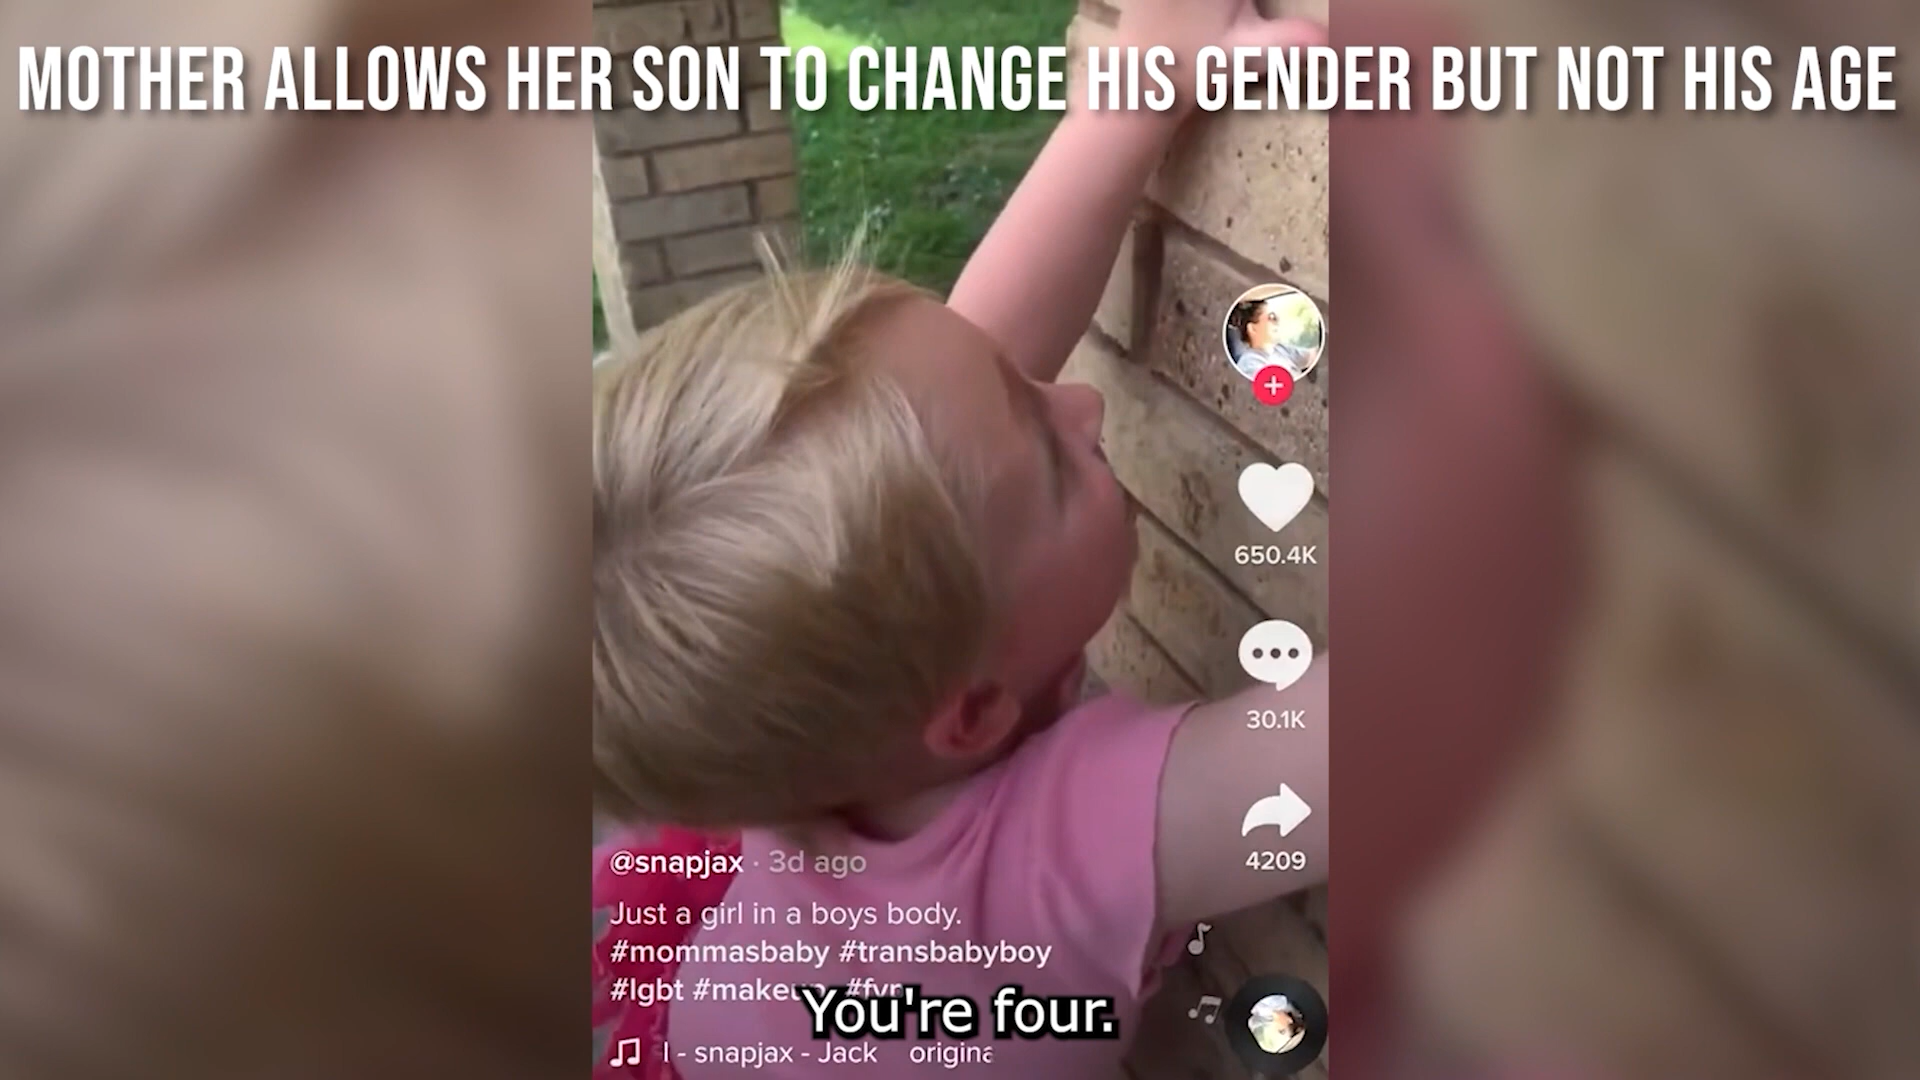 MOTHER ALLOWS HER SON TO CHANGE HIS GENDER BUT NOT HIS AGE
650.4K
30.1K
4209
@snapjax · 3d ago
Just a girl in a boys body.
#mommasbaby #transbabyboy
#lgbt
You're four.
l - snapjax - Jack origina